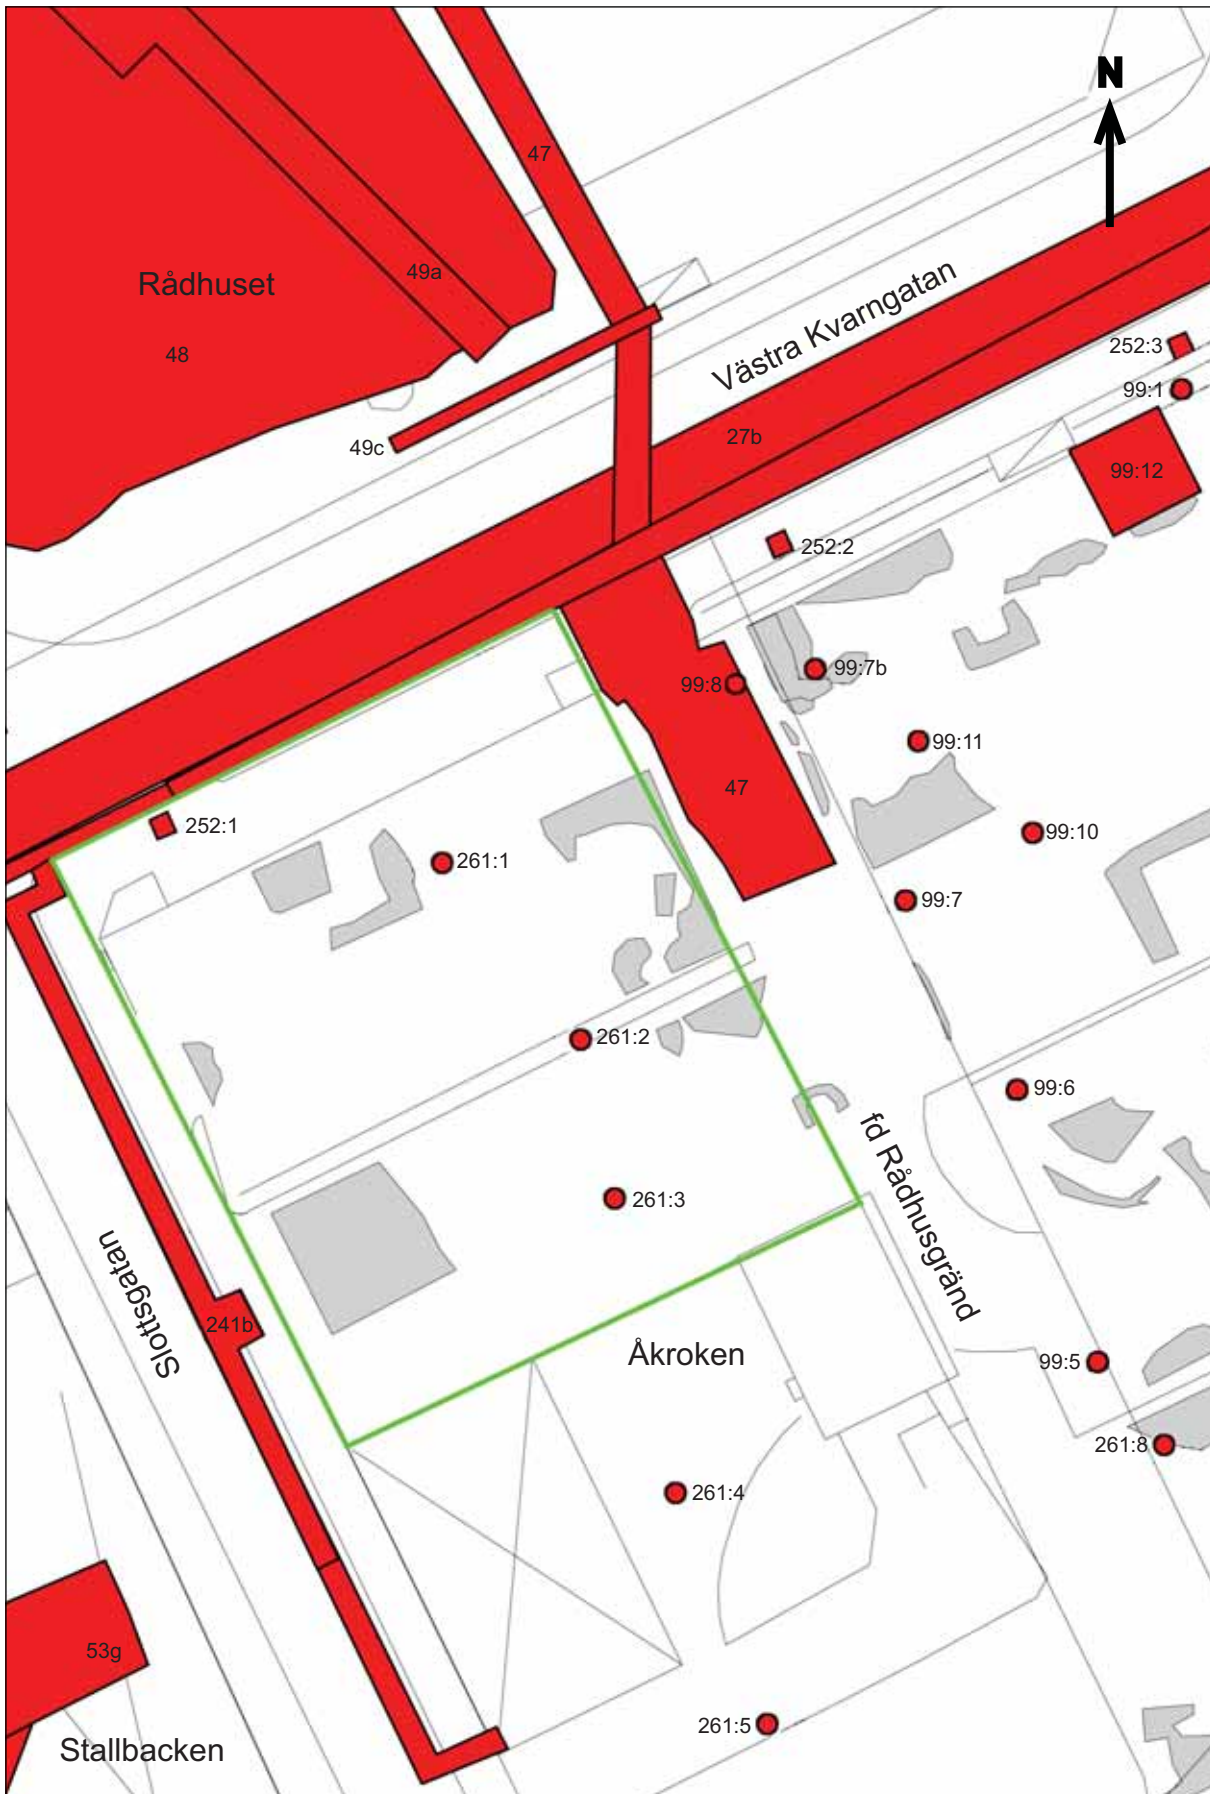 N
47
Rådhuset
49a
48
Västra Kvarngatan
252:3
99:1
49c
27b
99:12
252:2
99:7b
99:8
99:11
47
252:1
261:1
99:10
99:7
261:2
99:6
261:3
fd Rådhusgränd
Slottsgatan
241b
Åkroken
99:5
261:8
261:4
53g
261:5
Stallbacken